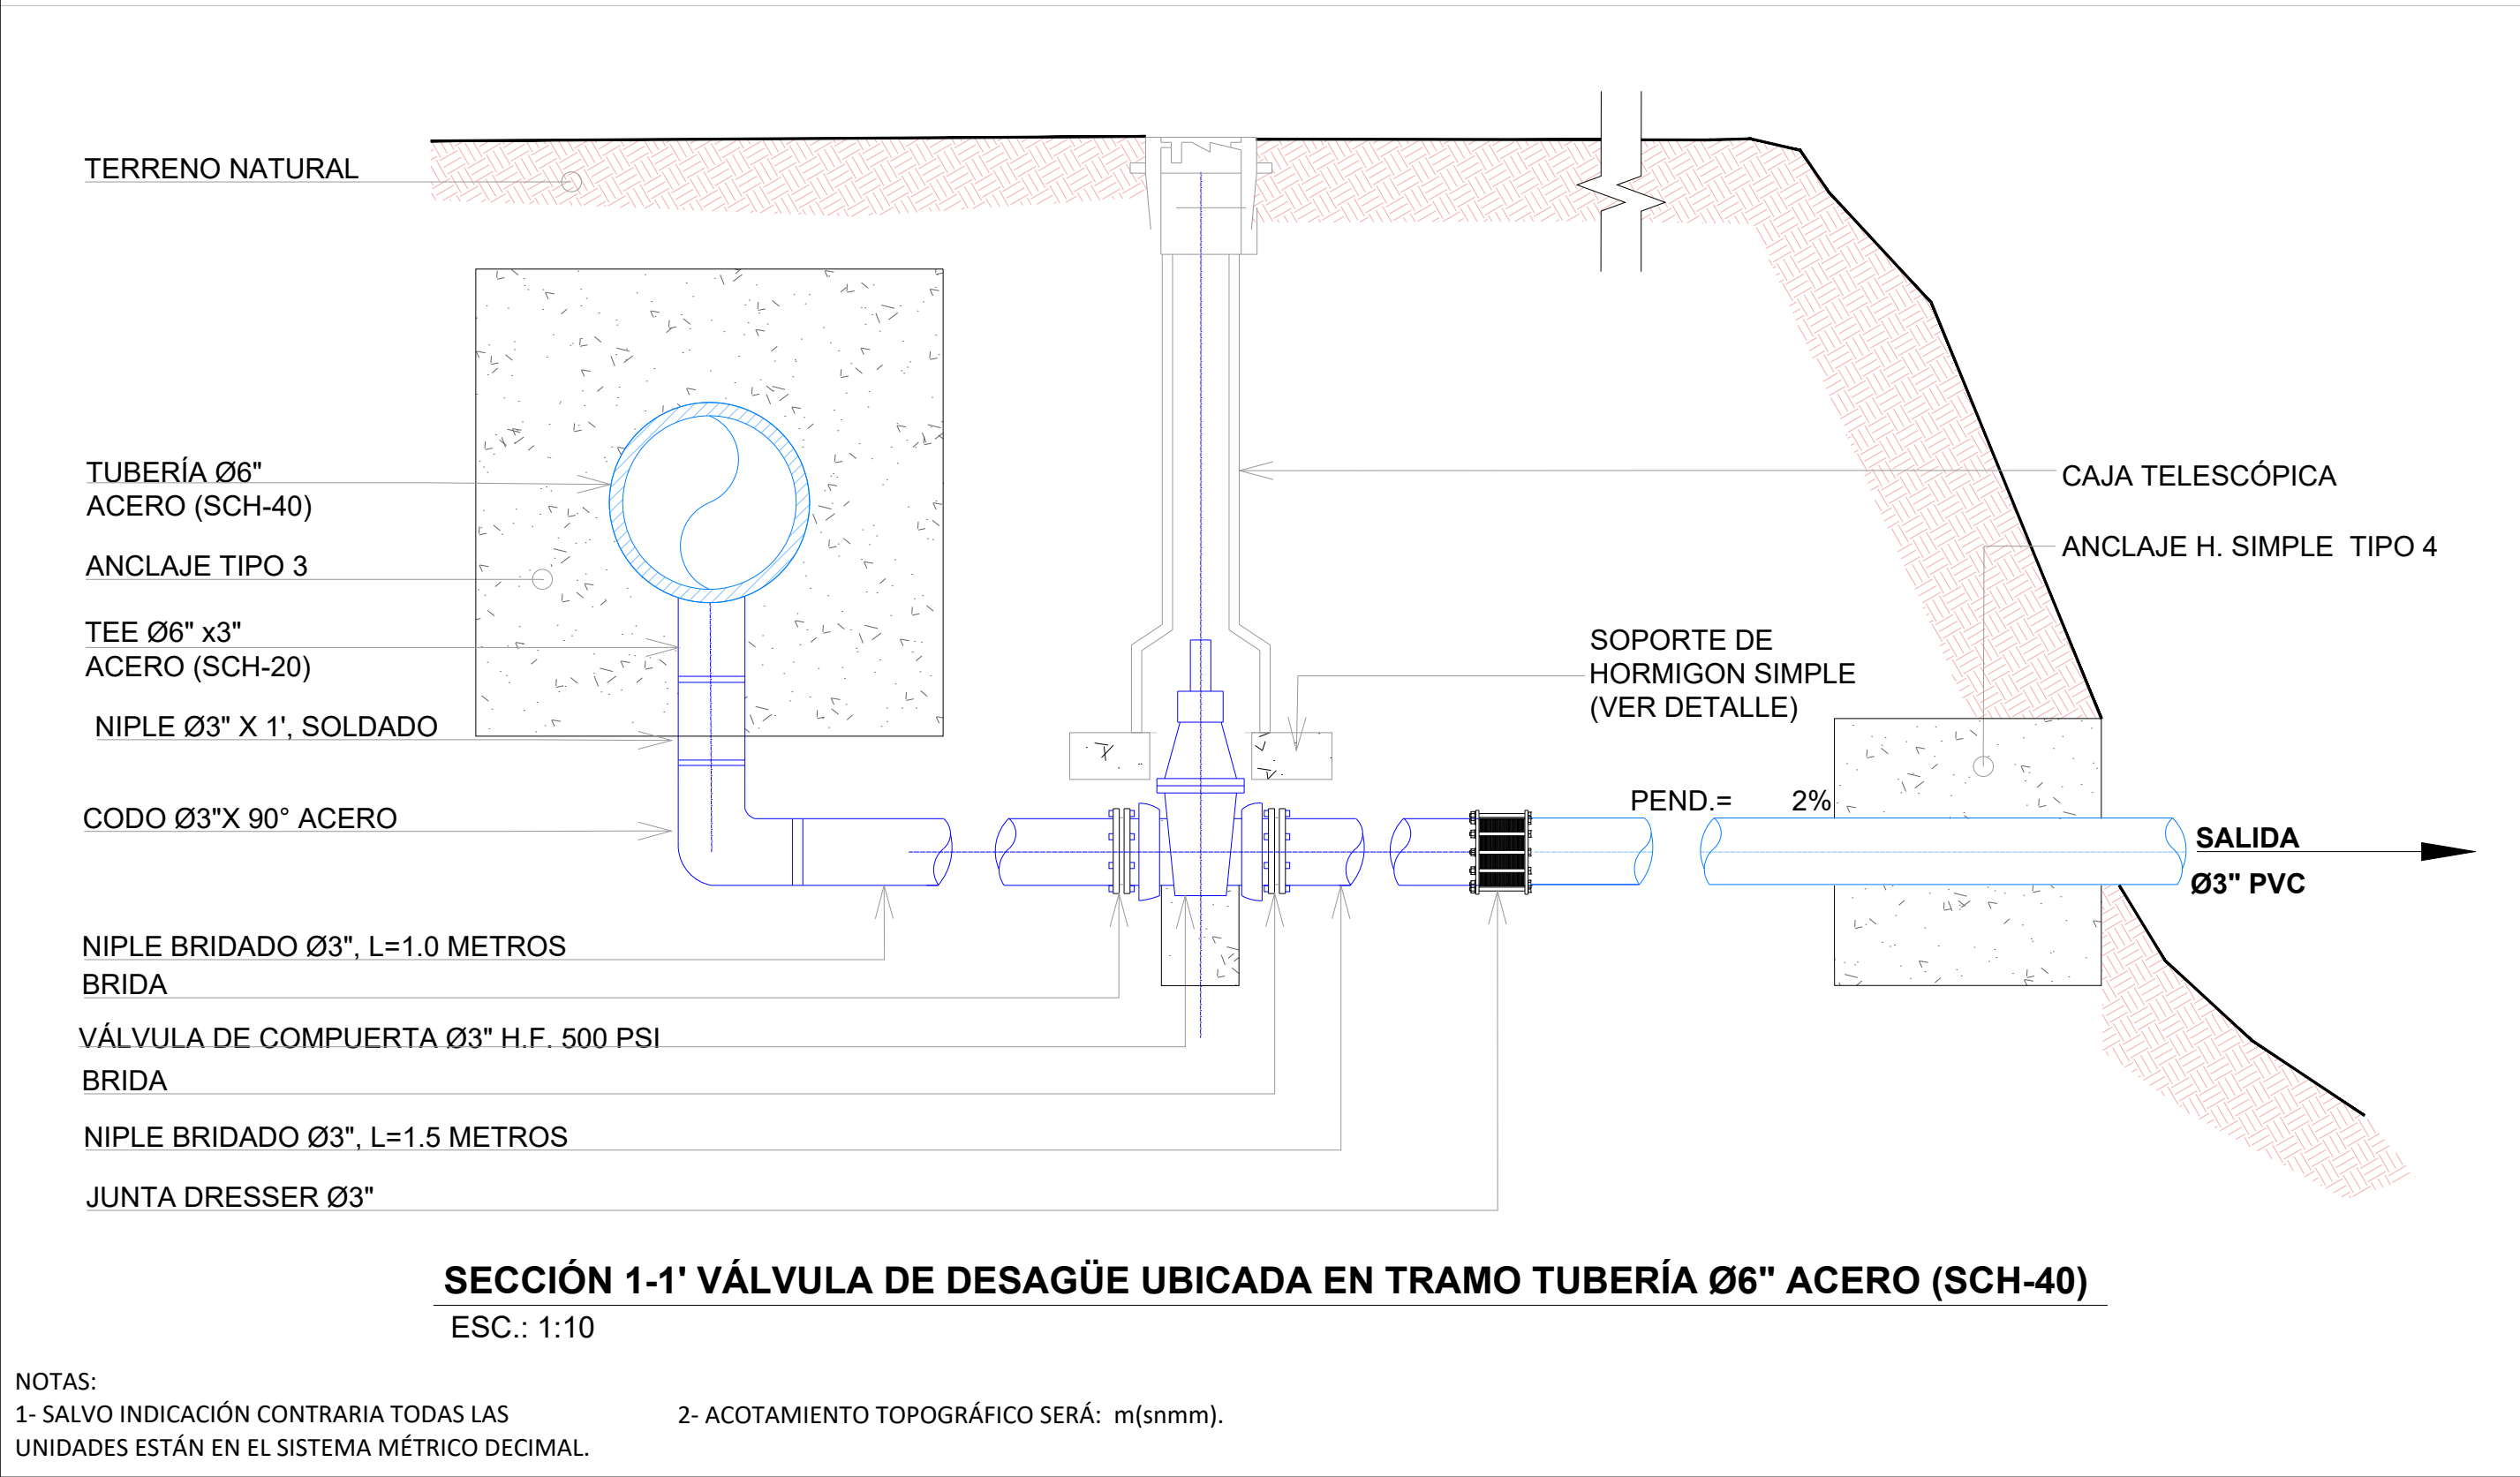 TERRENO NATURAL
TUBERÍA Ø6"
ACERO (SCH-40)
ANCLAJE TIPO 3
TEE Ø6" x3"
ACERO (SCH-20)
NIPLE Ø3" X 1', SOLDADO
CODO Ø3"X 90° ACERO
NIPLE BRIDADO Ø3", L=1.0 METROS
BRIDA
VÁLVULA DE COMPUERTA Ø3" H.F. 500 PSI
BRIDA
NIPLE BRIDADO Ø3", L=1.5 METROS
JUNTA DRESSER Ø3"
CAJA TELESCÓPICA
ANCLAJE H. SIMPLE TIPO 4
SOPORTE DE
HORMIGON SIMPLE
(VER DETALLE)
PEND.= 2%
SALIDA
Ø3" PVC
SECCIÓN 1-1' VÁLVULA DE DESAGÜE UBICADA EN TRAMO TUBERÍA Ø6" ACERO (SCH-40)
ESC.: 1:10
NOTAS:
1- SALVO INDICACIÓN CONTRARIA TODAS LAS
UNIDADES ESTÁN EN EL SISTEMA MÉTRICO DECIMAL.
2- ACOTAMIENTO TOPOGRÁFICO SERÁ: m(snmm).